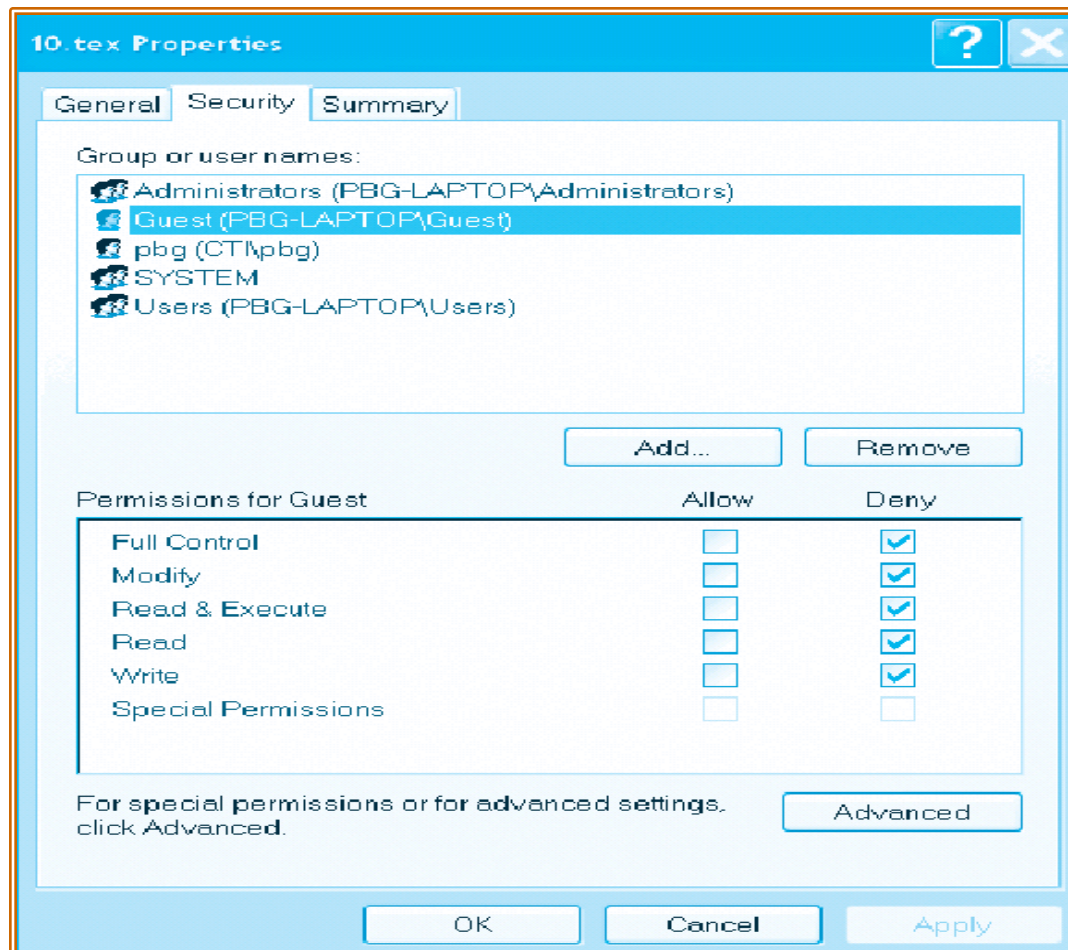 10.tex Properties ?
General Security Summary
Group or user names:
Administrators (PBG-LAPTOP\Administrators)
Guest (PBG-LAPTOP\Guest)
pbg (CTI\pbg)
SYSTEM
Users (PBG-LAPTOP\Users)
Add... Remove
Permissions for Guest Allow Deny
Full Control
Modify
Read & Execute
Read
Write
Special Permissions
For special permissions or for advanced settings,
click Advanced.
Advanced
OK Cancel Apply